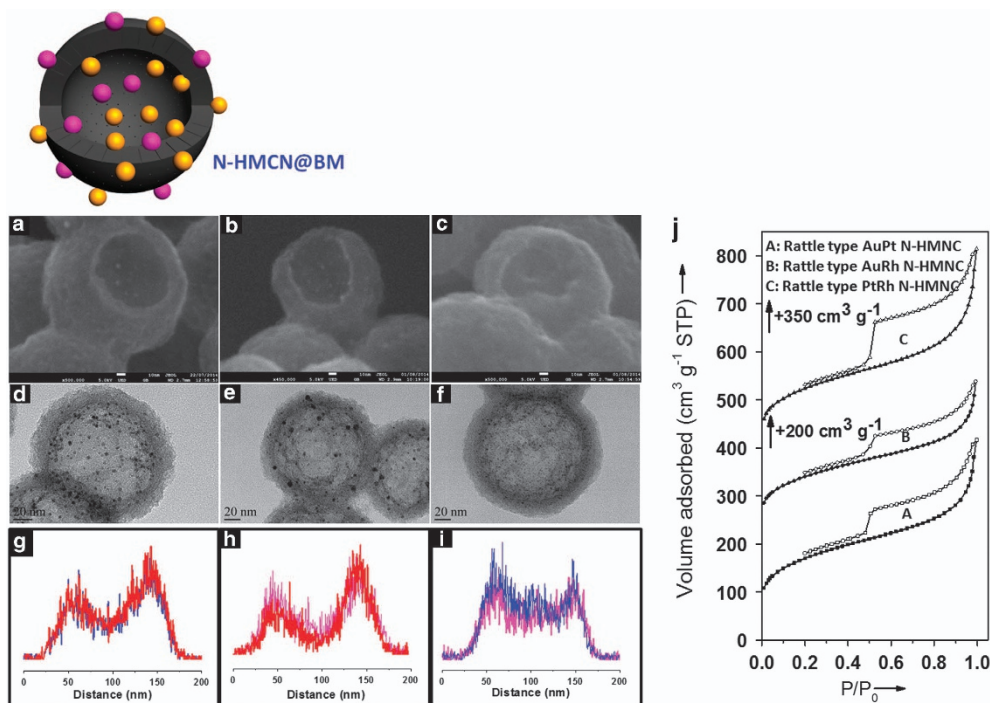 N-HMCN@BM
a
b
c
d
20 nm
e
20 nm
f
20 nm
g
0 50 100 150 200
Distance (nm)
h
0 50 100 150 200
Distance (nm)
i
0 50 100 150 200
Distance (nm)
j
A: Rattle type AuPt N-HMNC
B: Rattle type AuRh N-HMNC
C: Rattle type PtRh N-HMNC
+350 cm³ g⁻¹
C
+200 cm³ g⁻¹
B
A
Volume adsorbed (cm³ g⁻¹ STP)
800
700
600
500
400
300
200
100
0
0.0 0.2 0.4 0.6 0.8 1.0
P/P₀